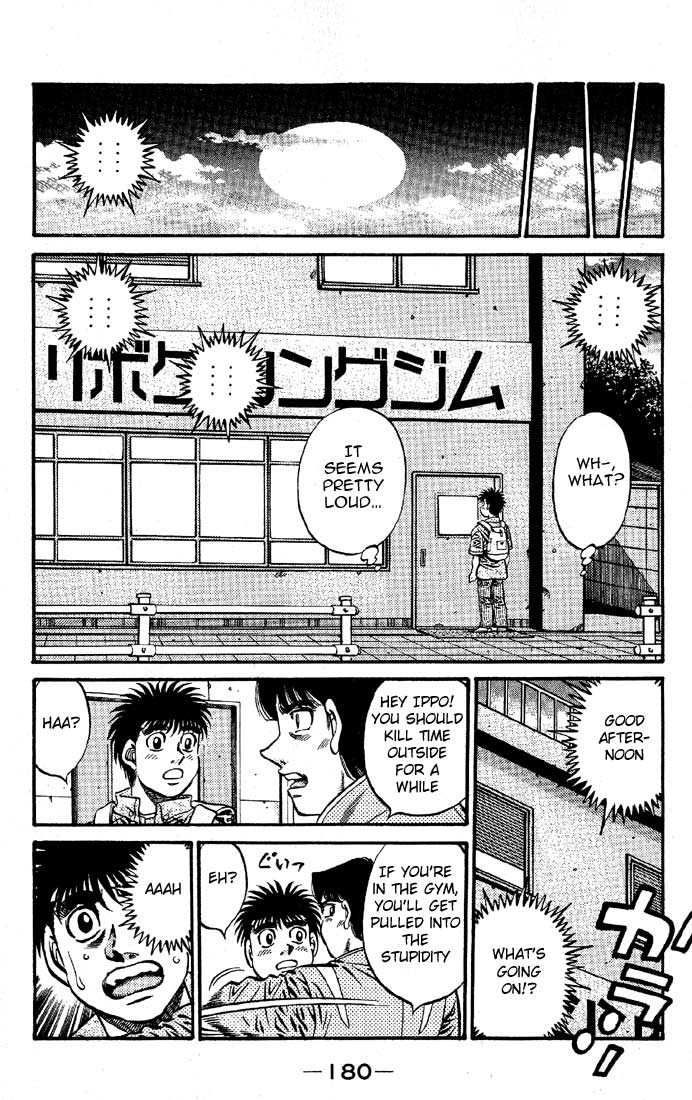 : : :
: : :
: : :
: : :
WH-,
WHAT?
IT
SEEMS
PRETTY
LOUD...
リボク
ングジム
GOOD
AFTER-
NOON
ガララ
WHAT'S
GOING
ON!?
HEY IPPO!
YOU SHOULD
KILL TIME
OUTSIDE
FOR A
WHILE
HAA?
IF YOU'RE
IN THE GYM,
YOU'LL GET
PULLED INTO
THE
STUPIDITY
ぐいっ
EH?
AAAH
—180—